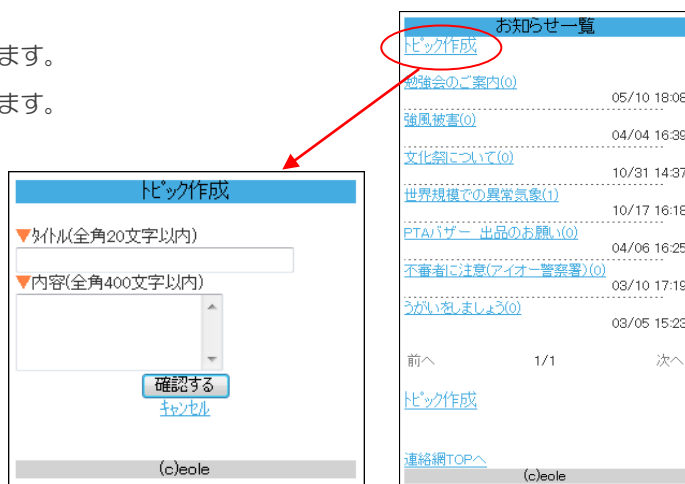 ます。
ます。
お知らせ一覧
ﾄﾋﾟｯｸ作成
勉強会のご案内(0)
05/10 18:08
強風被害(0)
04/04 16:39
文化祭について(0)
10/31 14:37
世界規模での異常気象(1)
10/17 16:18
PTAバザー 出品のお願い(0)
04/06 16:25
不審者に注意(アイオー警察署)(0)
03/10 17:19
うがいをしましょう(0)
03/05 15:23
前へ 1/1 次へ
ﾄﾋﾟｯｸ作成
連絡網TOPへ
(c)eole
ﾄﾋﾟｯｸ作成
▼ﾀｲﾄﾙ(全角20文字以内)
▼内容(全角400文字以内)
確認する
ｷｬﾝｾﾙ
(c)eole